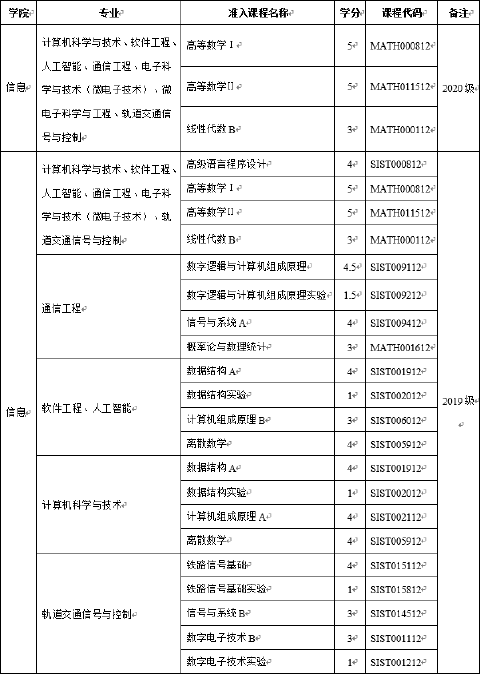 学院 专业 准入课程名称 学分 课程代码 备注
信息
计算机科学与技术、软件工程、
人工智能、通信工程、电子科
学与技术（微电子技术）、微
电子科学与工程、轨道交通信
号与控制
高等数学Ⅰ 5 MATH000812
高等数学Ⅱ 5 MATH011512
线性代数B 3 MATH000112
2020级
信息
计算机科学与技术、软件工程、
人工智能、通信工程、电子科
学与技术（微电子技术）、轨
道交通信号与控制
高级语言程序设计 4 SIST000812
高等数学Ⅰ 5 MATH000812
高等数学Ⅱ 5 MATH011512
线性代数B 3 MATH000112
通信工程
数字逻辑与计算机组成原理 4.5 SIST009112
数字逻辑与计算机组成原理实验 1.5 SIST009212
信号与系统A 4 SIST009412
概率论与数理统计 3 MATH001612
软件工程、人工智能
数据结构A 4 SIST001912
数据结构实验 1 SIST002012
计算机组成原理B 3 SIST006012
离散数学 4 SIST005912
计算机科学与技术
数据结构A 4 SIST001912
数据结构实验 1 SIST002012
计算机组成原理A 4 SIST002112
离散数学 4 SIST005912
轨道交通信号与控制
铁路信号基础 4 SIST015112
铁路信号基础实验 1 SIST015812
信号与系统B 3 SIST014512
数字电子技术B 3 SIST001112
数字电子技术实验 1 SIST001212
2019级